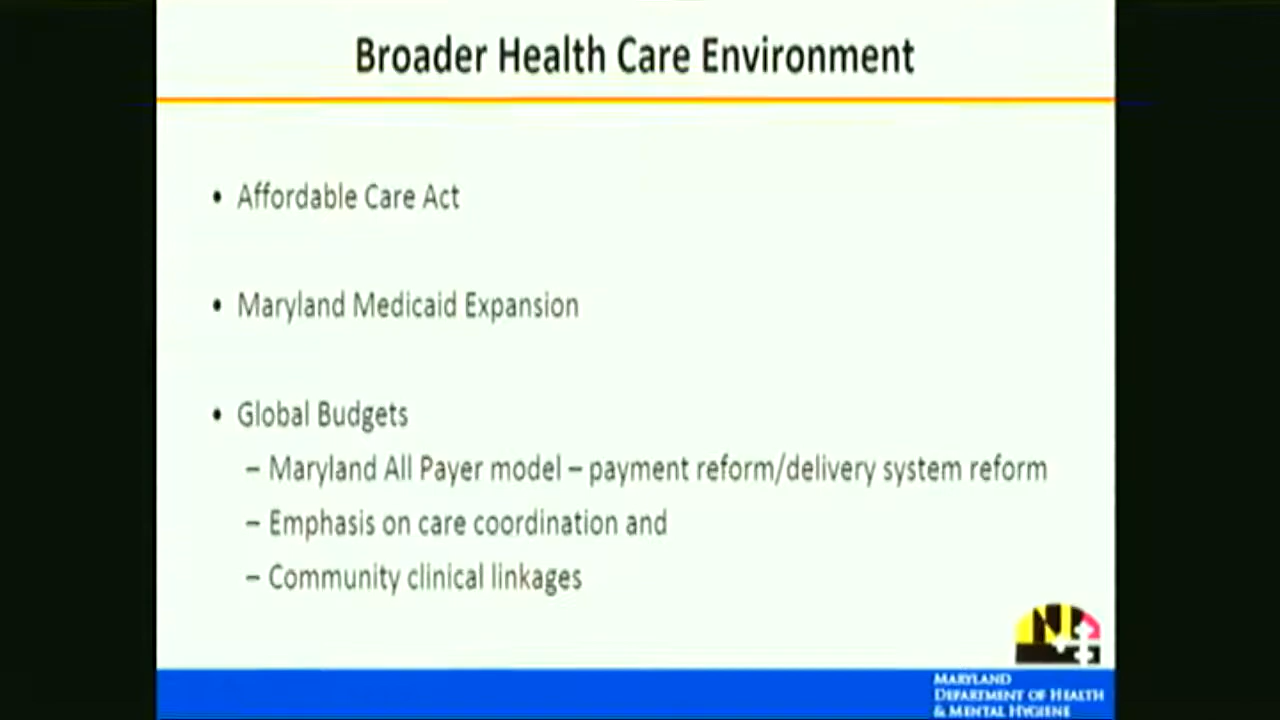 Broader Health Care Environment
• Affordable Care Act
• Maryland Medicaid Expansion
• Global Budgets
– Maryland All Payer model – payment reform/delivery system reform
– Emphasis on care coordination and
– Community clinical linkages
MARYLAND
DEPARTMENT OF HEALTH
& MENTAL HYGIENE